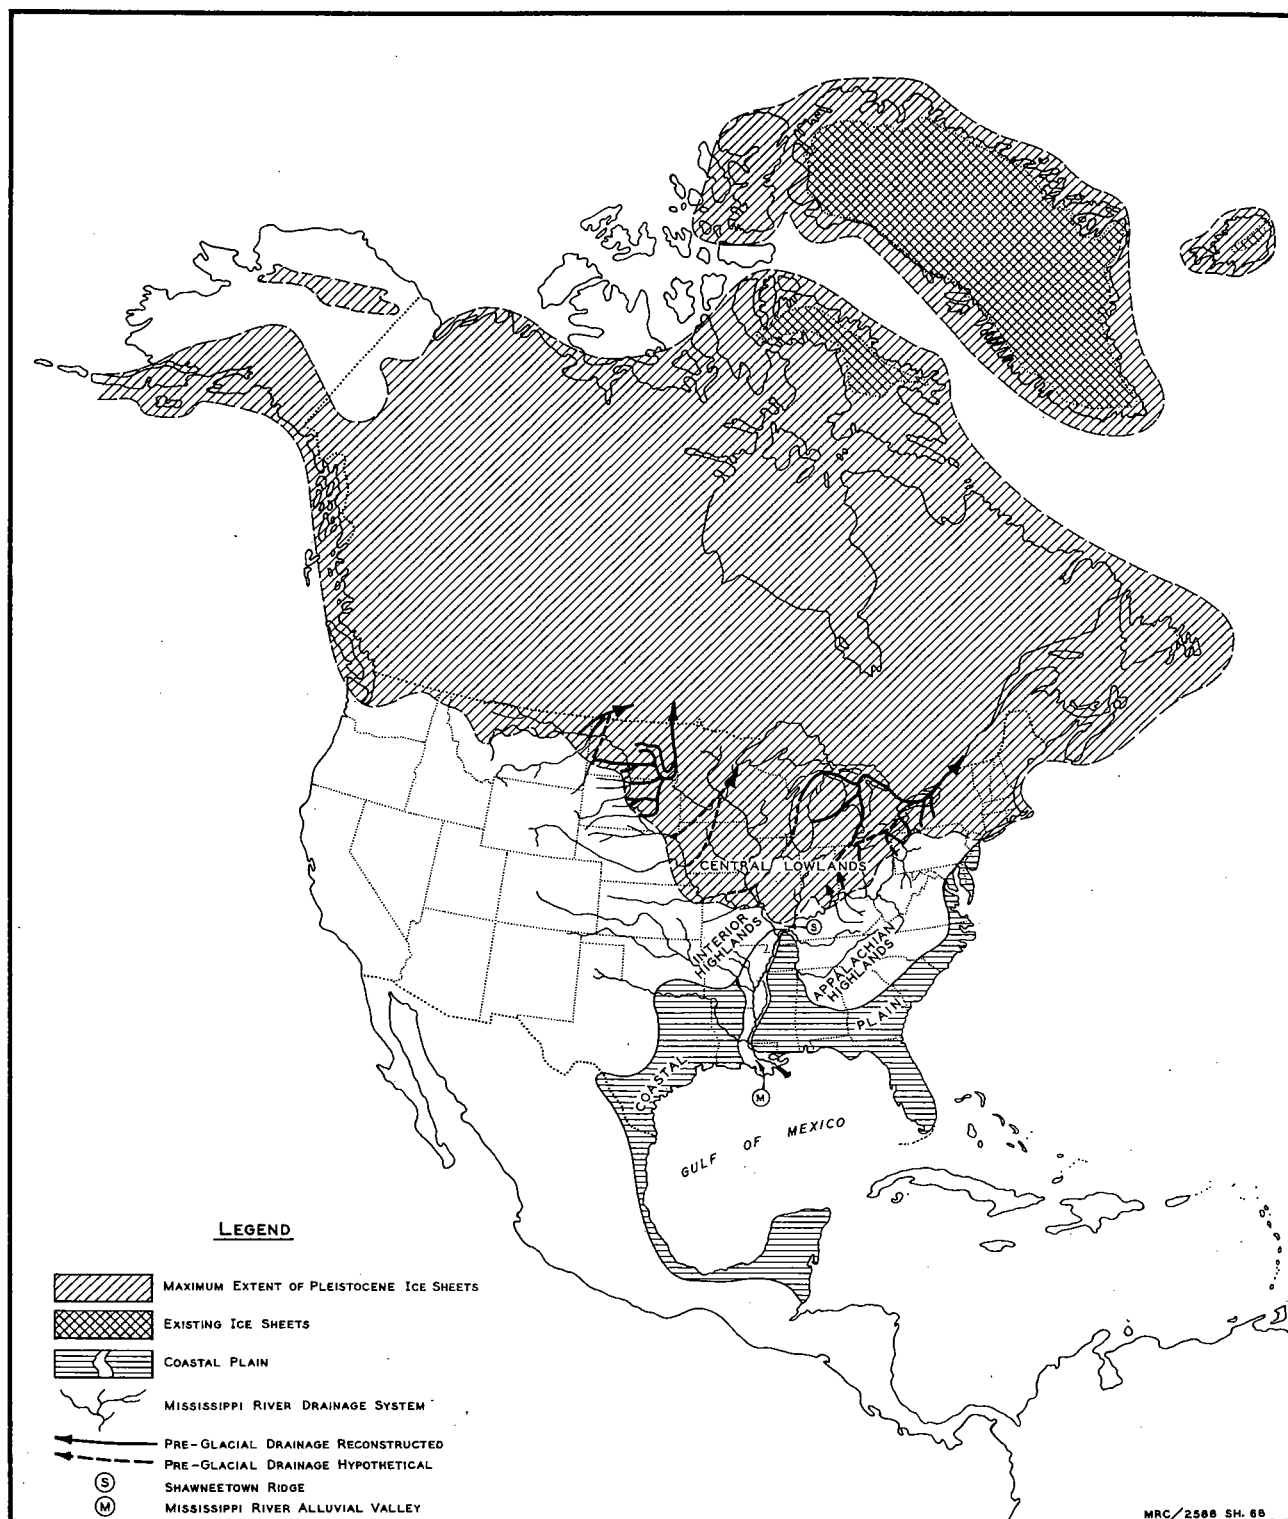 CENTRAL LOWLANDS
S
INTERIOR
HIGHLANDS
APPALACHIAN
HIGHLANDS
PLAIN
COASTAL
M
GULF OF MEXICO
LEGEND
MAXIMUM EXTENT OF PLEISTOCENE ICE SHEETS
EXISTING ICE SHEETS
COASTAL PLAIN
MISSISSIPPI RIVER DRAINAGE SYSTEM
PRE-GLACIAL DRAINAGE RECONSTRUCTED
PRE-GLACIAL DRAINAGE HYPOTHETICAL
S SHAWNEETOWN RIDGE
M MISSISSIPPI RIVER ALLUVIAL VALLEY
MRC/2588 SH. 6B